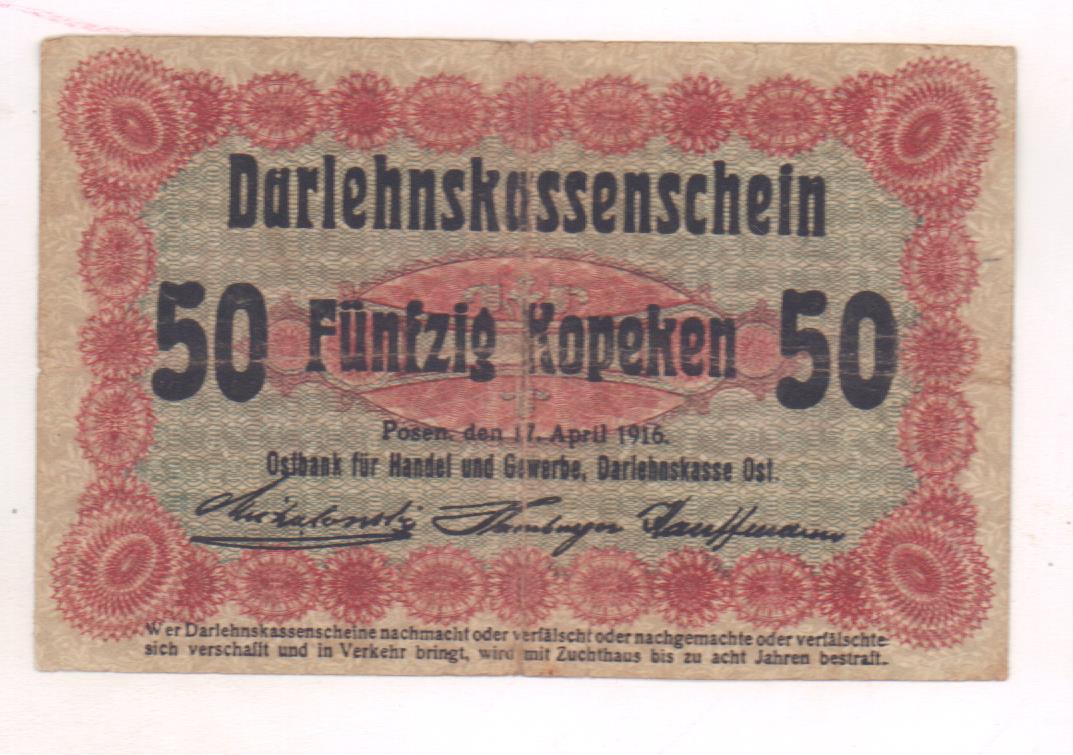 Darlehnskassenschein
50 Fünfzig Kopeken 50
Posen, den 17. April 1916.
Ostbank für Handel und Gewerbe, Darlehnskasse Ost.
Kauffmann
Wer Darlehnskassenscheine nachmacht oder verfälscht oder nachgemachte oder verfälschte
sich verschafft und in Verkehr bringt, wird mit Zuchthaus bis zu acht Jahren bestraft.